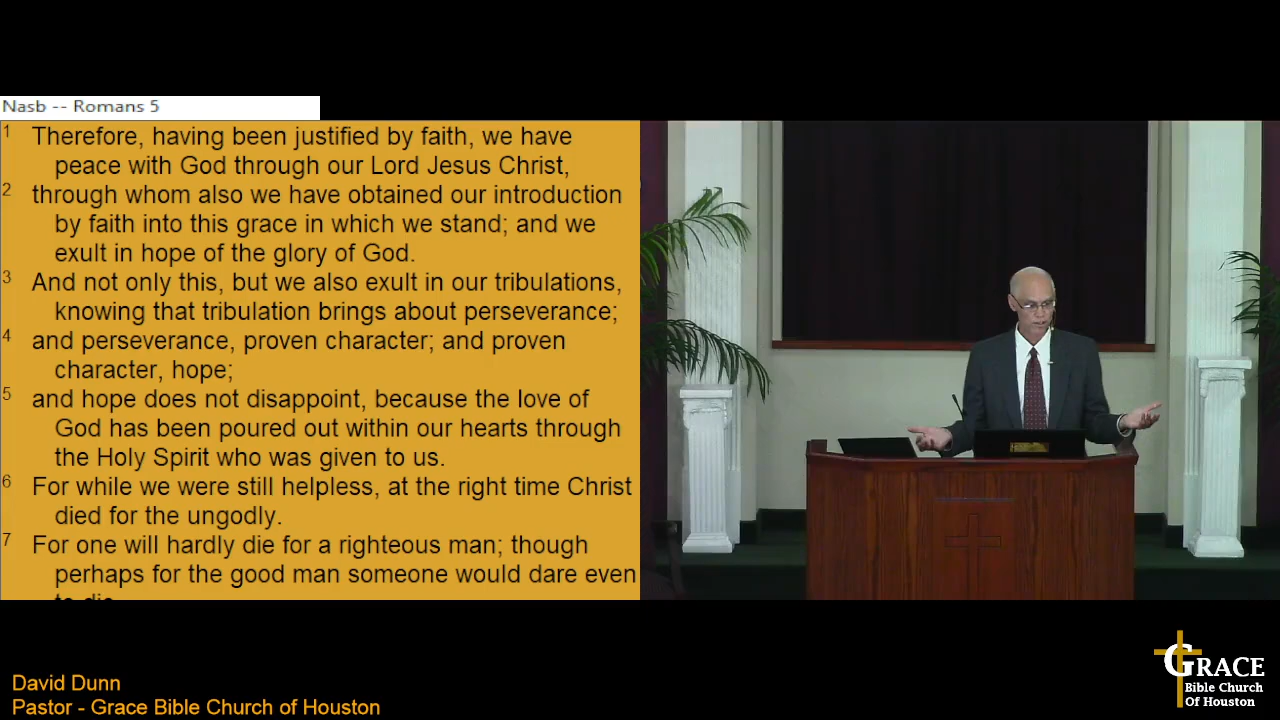 Nasb -- Romans 5
1 Therefore, having been justified by faith, we have
peace with God through our Lord Jesus Christ,
2 through whom also we have obtained our introduction
by faith into this grace in which we stand; and we
exult in hope of the glory of God.
3 And not only this, but we also exult in our tribulations,
knowing that tribulation brings about perseverance;
4 and perseverance, proven character; and proven
character, hope;
5 and hope does not disappoint, because the love of
God has been poured out within our hearts through
the Holy Spirit who was given to us.
6 For while we were still helpless, at the right time Christ
died for the ungodly.
7 For one will hardly die for a righteous man; though
perhaps for the good man someone would dare even
David Dunn
Pastor - Grace Bible Church of Houston
GRACE
Bible Church
Of Houston